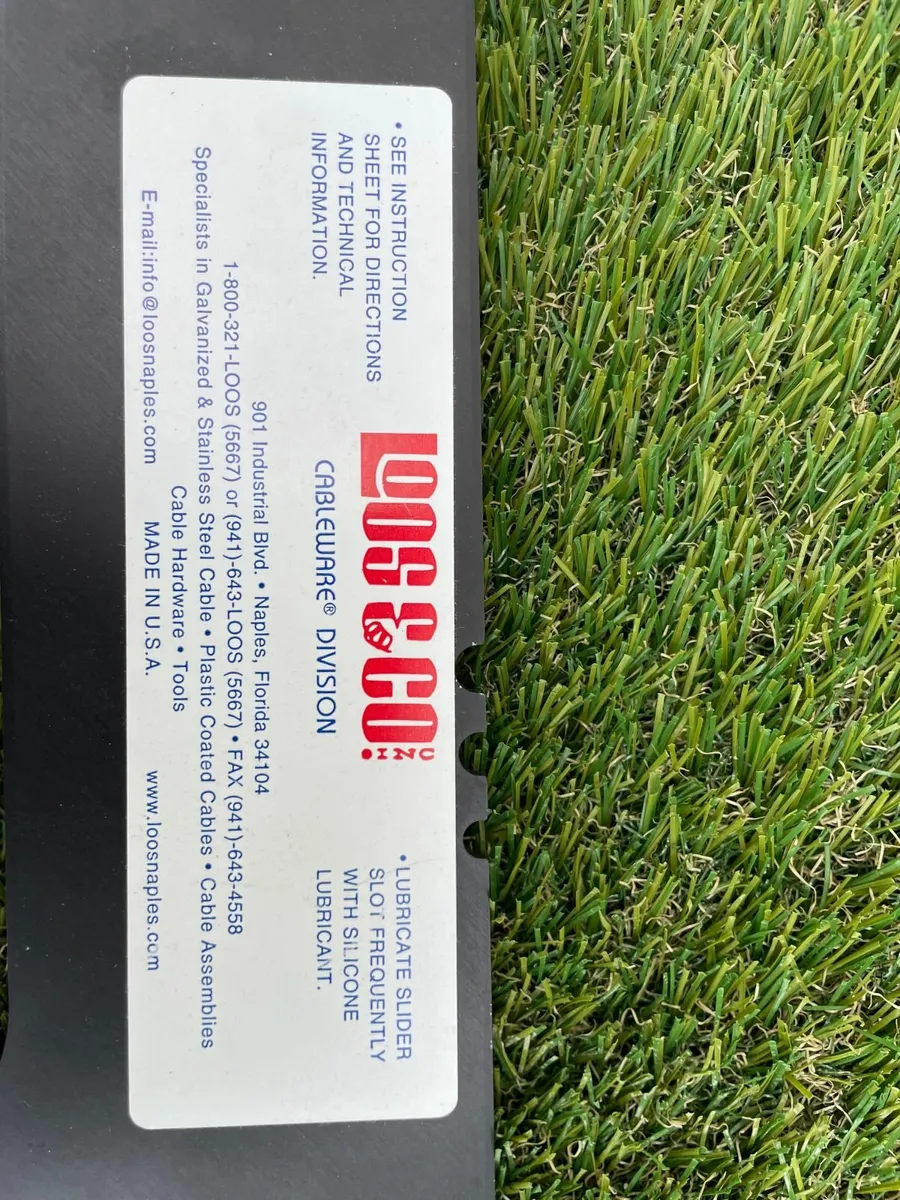 • SEE INSTRUCTION
SHEET FOR DIRECTIONS
AND TECHNICAL
INFORMATION.
LOOS & CO. INC.
CABLEWARE® DIVISION
• LUBRICATE SLIDER
SLOT FREQUENTLY
WITH SILICONE
LUBRICANT.
901 Industrial Blvd. • Naples, Florida 34104
1-800-321-LOOS (5667) or (941)-643-LOOS (5667) • FAX (941)-643-4558
Specialists in Galvanized & Stainless Steel Cable • Plastic Coated Cables • Cable Assemblies
Cable Hardware • Tools
E-mail:info@loosnaples.com MADE IN U.S.A. www.loosnaples.com